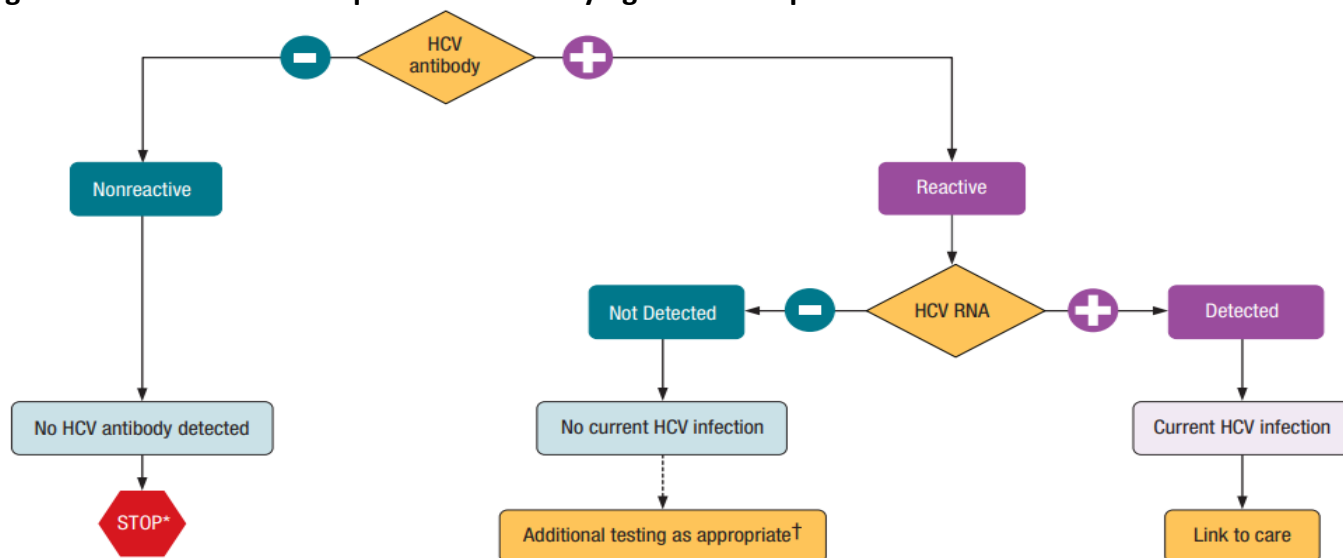 HCV
antibody
Nonreactive
Reactive
Not Detected
HCV RNA
Detected
No HCV antibody detected
No current HCV infection
Current HCV infection
STOP*
Additional testing as appropriate†
Link to care